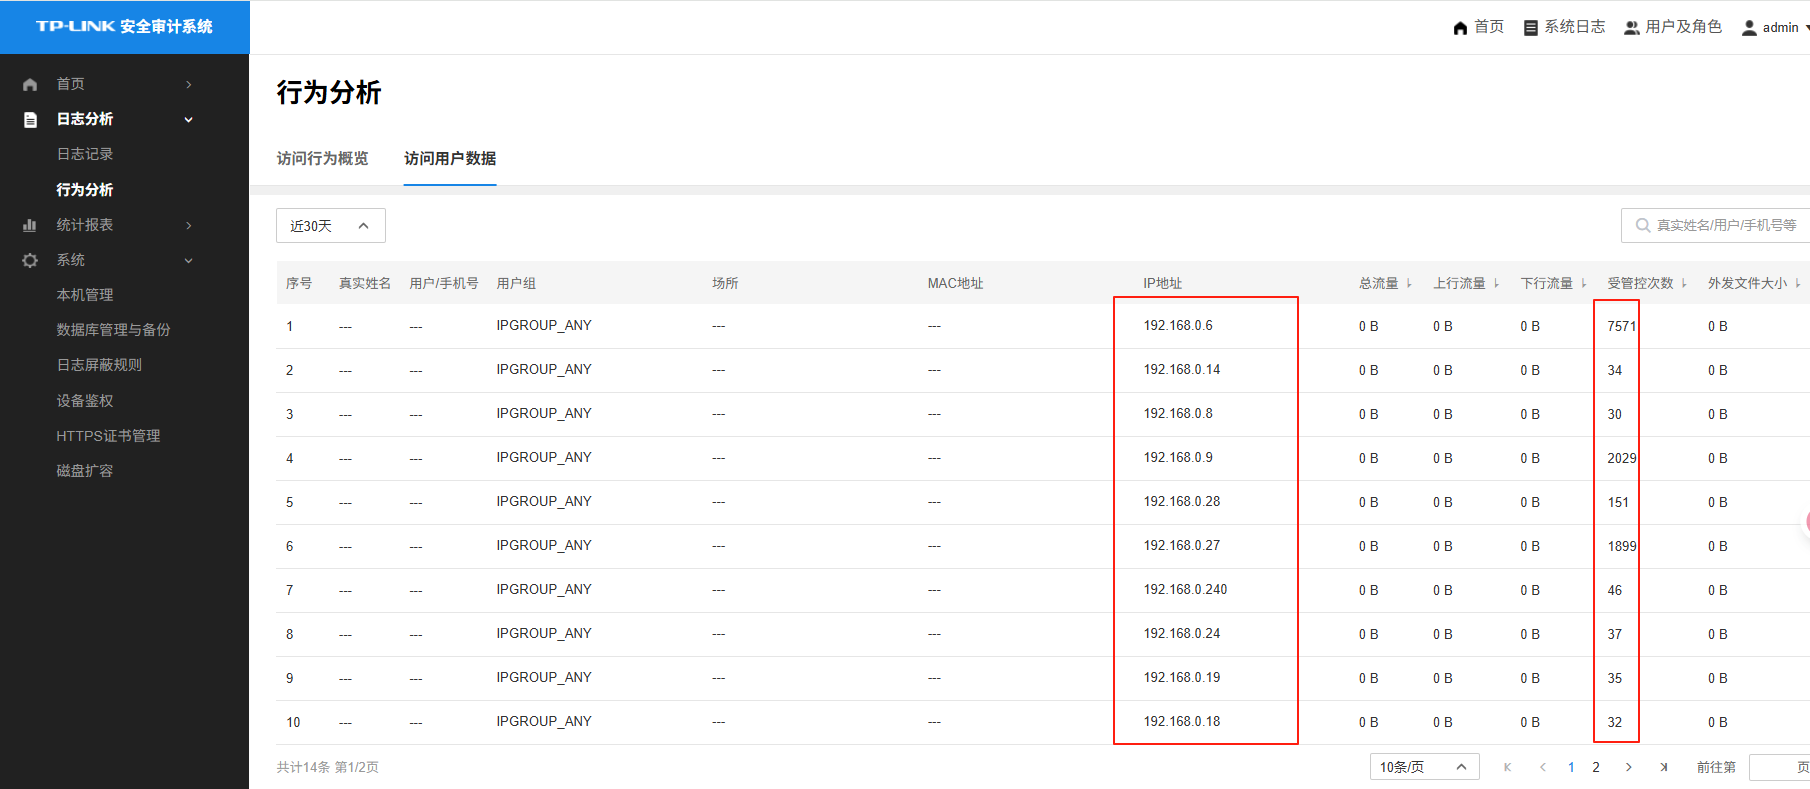 TP-LINK 安全审计系统
首页 系统日志 用户及角色 admin
首页
日志分析
日志记录
行为分析
统计报表
系统
本机管理
数据库管理与备份
日志屏蔽规则
设备鉴权
HTTPS证书管理
磁盘扩容
行为分析
访问行为概览 访问用户数据
近30天 真实姓名/用户/手机号等
序号 真实姓名 用户/手机号 用户组 场所 MAC地址 IP地址 总流量 上行流量 下行流量 受管控次数 外发文件大小
1 --- --- IPGROUP_ANY --- --- 192.168.0.6 0 B 0 B 0 B 7571 0 B
2 --- --- IPGROUP_ANY --- --- 192.168.0.14 0 B 0 B 0 B 34 0 B
3 --- --- IPGROUP_ANY --- --- 192.168.0.8 0 B 0 B 0 B 30 0 B
4 --- --- IPGROUP_ANY --- --- 192.168.0.9 0 B 0 B 0 B 2029 0 B
5 --- --- IPGROUP_ANY --- --- 192.168.0.28 0 B 0 B 0 B 151 0 B
6 --- --- IPGROUP_ANY --- --- 192.168.0.27 0 B 0 B 0 B 1899 0 B
7 --- --- IPGROUP_ANY --- --- 192.168.0.240 0 B 0 B 0 B 46 0 B
8 --- --- IPGROUP_ANY --- --- 192.168.0.24 0 B 0 B 0 B 37 0 B
9 --- --- IPGROUP_ANY --- --- 192.168.0.19 0 B 0 B 0 B 35 0 B
10 --- --- IPGROUP_ANY --- --- 192.168.0.18 0 B 0 B 0 B 32 0 B
共计14条 第1/2页 10条/页 1 2 前往第 页